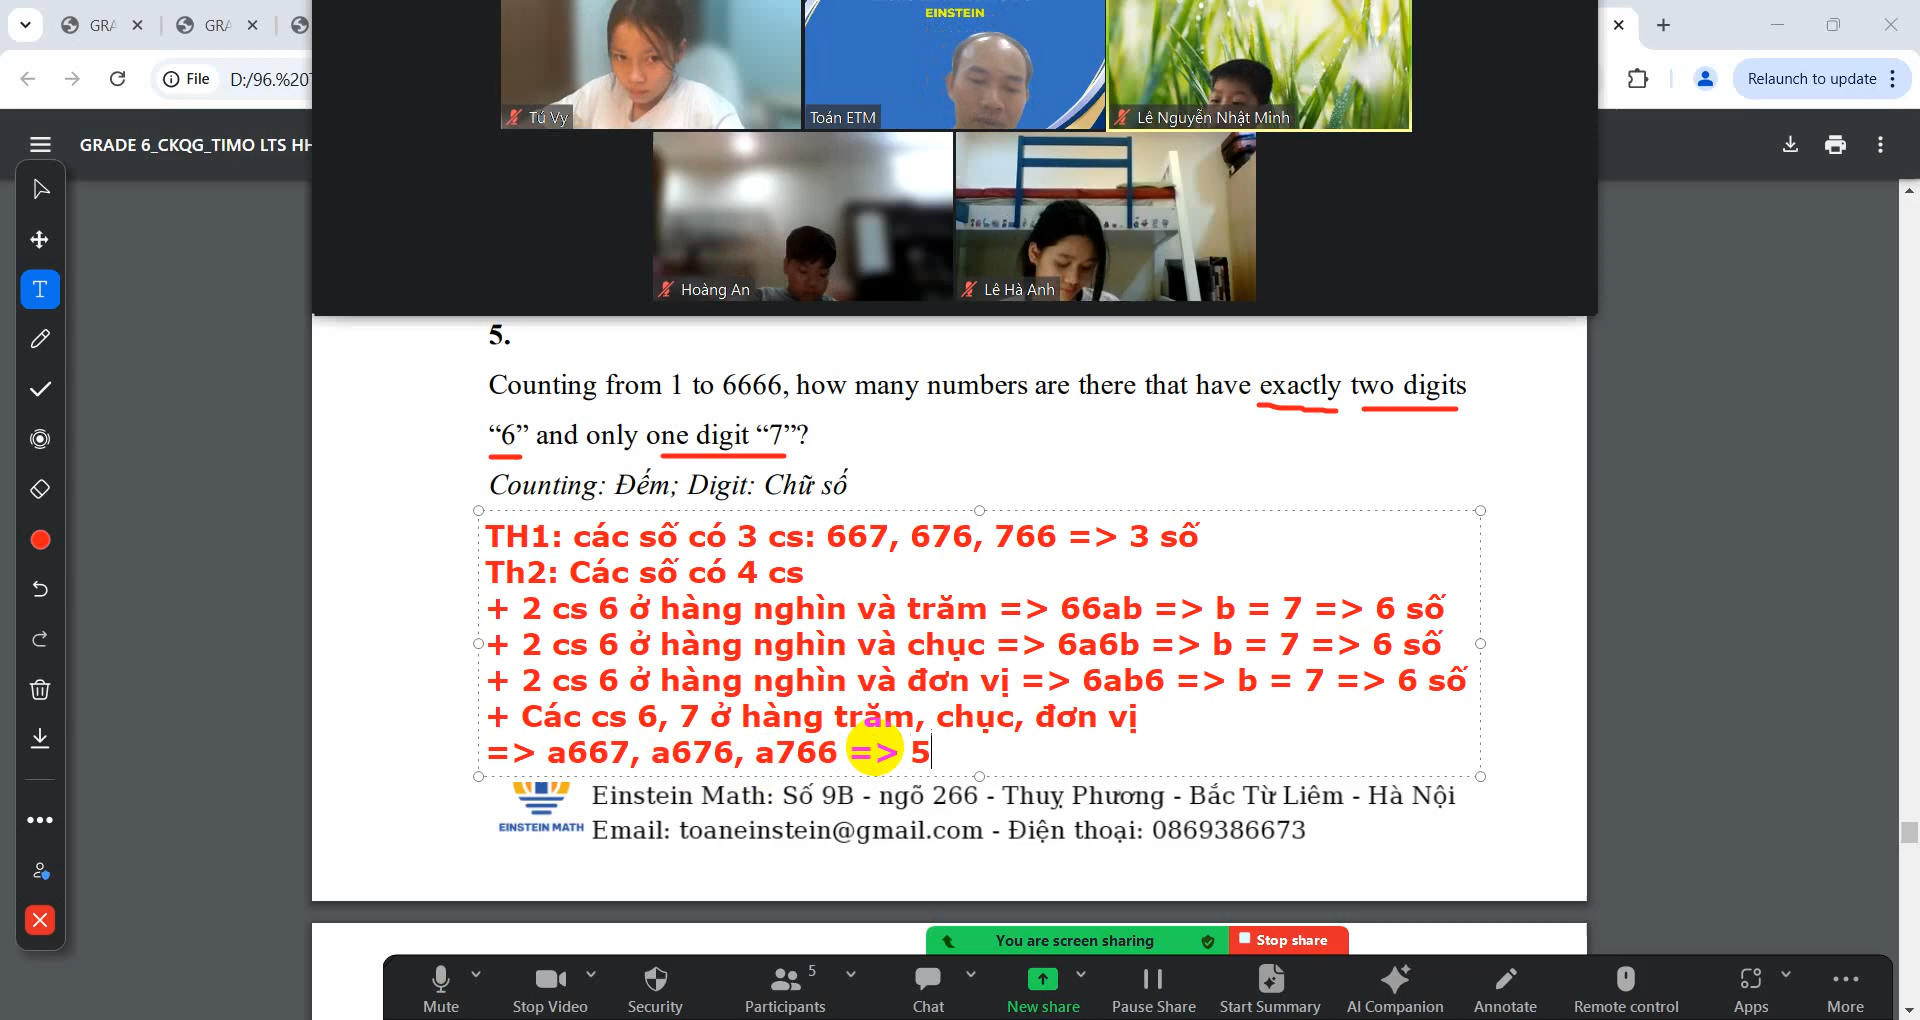 GRA
GRA
File
D:/96.%20
Relaunch to update
GRADE 6_CKQG_TIMO LTS HH
EINSTEIN
Tú Vy
Toán ETM
Lê Nguyễn Nhật Minh
Hoàng An
Lê Hà Anh
5.
Counting from 1 to 6666, how many numbers are there that have exactly two digits
“6” and only one digit “7”?
Counting: Đếm; Digit: Chữ số
TH1: các số có 3 cs: 667, 676, 766 => 3 số
Th2: Các số có 4 cs
+ 2 cs 6 ở hàng nghìn và trăm => 66ab => b = 7 => 6 số
+ 2 cs 6 ở hàng nghìn và chục => 6a6b => b = 7 => 6 số
+ 2 cs 6 ở hàng nghìn và đơn vị => 6ab6 => b = 7 => 6 số
+ Các cs 6, 7 ở hàng trăm, chục, đơn vị
=> a667, a676, a766 => 5
EINSTEIN MATH
Einstein Math: Số 9B - ngõ 266 - Thuỵ Phương - Bắc Từ Liêm - Hà Nội
Email: toaneinstein@gmail.com - Điện thoại: 0869386673
You are screen sharing
Stop share
Mute
Stop Video
Security
Participants
5
Chat
New share
Pause Share
Start Summary
AI Companion
Annotate
Remote control
Apps
More